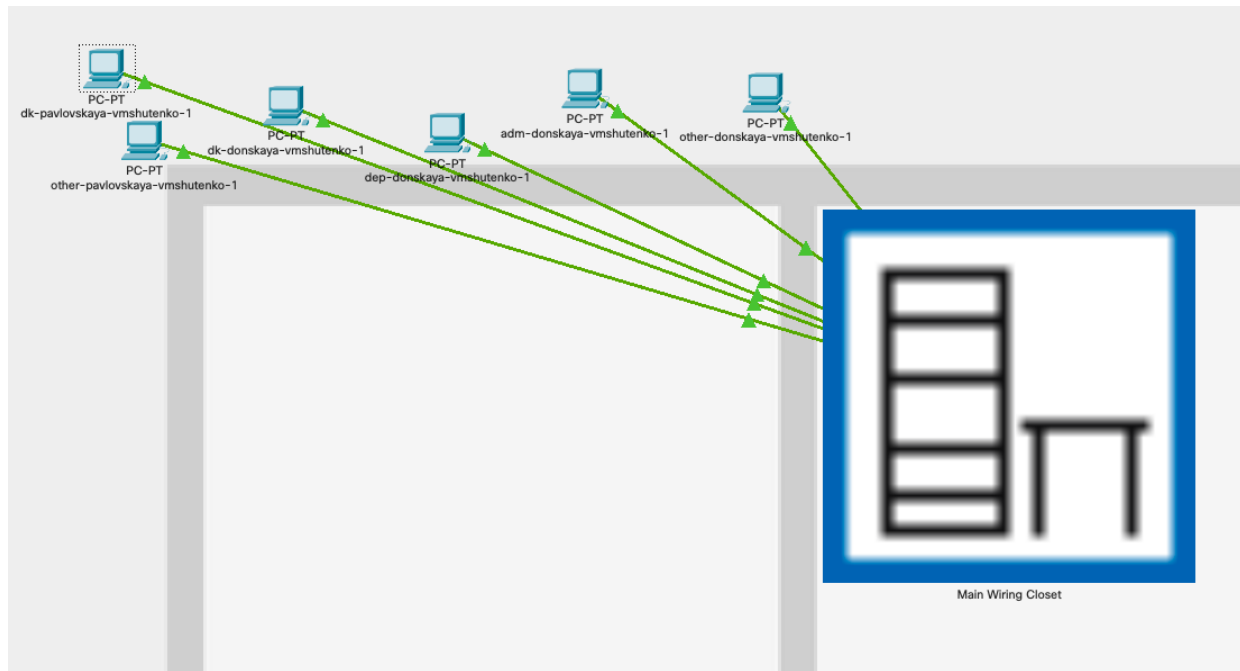 PC-PT
dk-pavlovskaya-vmshutenko-1
PC-PT
other-pavlovskaya-vmshutenko-1
PC-PT
dk-donskaya-vmshutenko-1
PC-PT
dep-donskaya-vmshutenko-1
PC-PT
adm-donskaya-vmshutenko-1
PC-PT
other-donskaya-vmshutenko-1
Main Wiring Closet